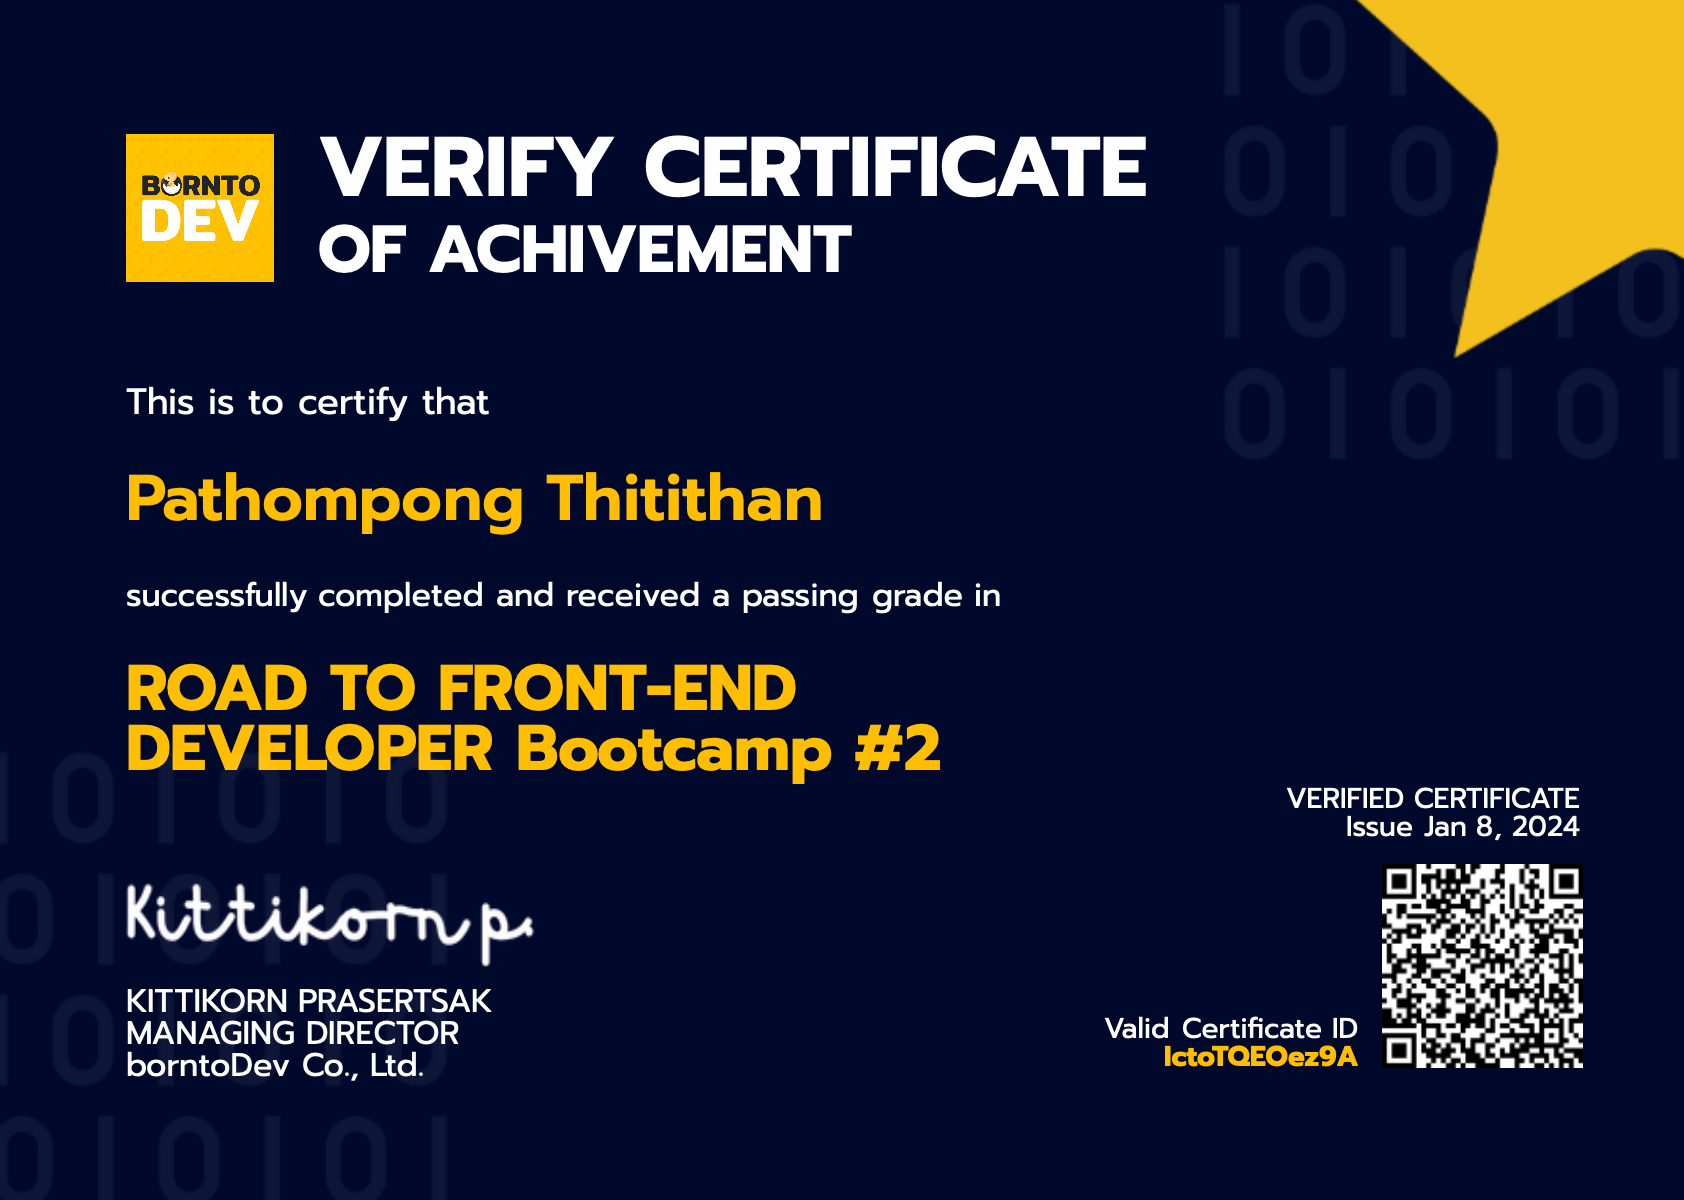 BORNTO
DEV
VERIFY CERTIFICATE
OF ACHIVEMENT
This is to certify that
Pathompong Thitithan
successfully completed and received a passing grade in
ROAD TO FRONT-END
DEVELOPER Bootcamp #2
VERIFIED CERTIFICATE
Issue Jan 8, 2024
Kittikorn p.
KITTIKORN PRASERTSAK
MANAGING DIRECTOR
borntoDev Co., Ltd.
Valid Certificate ID
IctoTQEOez9A